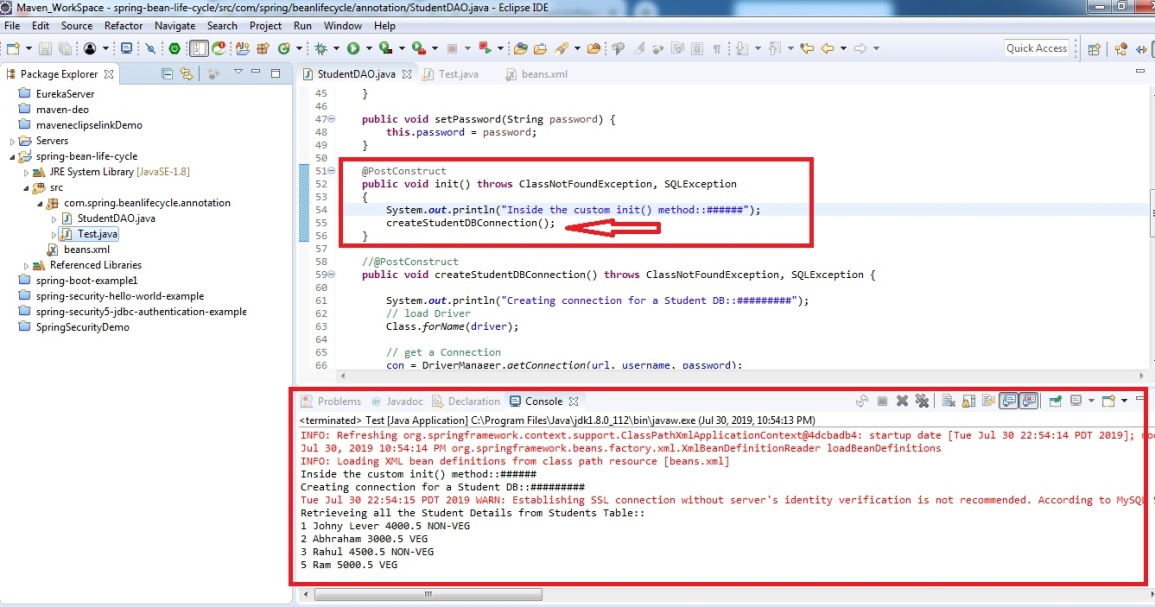 Maven_WorkSpace - spring-bean-life-cycle/src/com/spring/beanlifecycle/annotation/StudentDAO.java - Eclipse IDE
File Edit Source Refactor Navigate Search Project Run Window Help
Quick Access
Package Explorer
EurekaServer
maven-deo
maveneclipselinkDemo
Servers
spring-bean-life-cycle
JRE System Library [JavaSE-1.8]
src
com.spring.beanlifecycle.annotation
StudentDAO.java
Test.java
beans.xml
Referenced Libraries
spring-boot-example1
spring-security-hello-world-example
spring-security5-jdbc-authentication-example
SpringSecurityDemo
StudentDAO.java Test.java beans.xml
45 }
46
47 public void setPassword(String password) {
48 this.password = password;
49 }
50
51 @PostConstruct
52 public void init() throws ClassNotFoundException, SQLException
53 {
54 System.out.println("Inside the custom init() method::######");
55 createStudentDBConnection();
56 }
57
58 //@PostConstruct
59 public void createStudentDBConnection() throws ClassNotFoundException, SQLException {
60
61 System.out.println("Creating connection for a Student DB::#########");
62 // load Driver
63 Class.forName(driver);
64
65 // get a Connection
66 con = DriverManager.getConnection(url, username, password);
Problems Javadoc Declaration Console
<terminated> Test [Java Application] C:\Program Files\Java\jdk1.8.0_112\bin\javaw.exe (Jul 30, 2019, 10:54:13 PM)
INFO: Refreshing org.springframework.context.support.ClassPathXmlApplicationContext@4dcbadb4: startup date [Tue Jul 30 22:54:14 PDT 2019];
Jul 30, 2019 10:54:14 PM org.springframework.beans.factory.xml.XmlBeanDefinitionReader loadBeanDefinitions
INFO: Loading XML bean definitions from class path resource [beans.xml]
Inside the custom init() method::######
Creating connection for a Student DB::#########
Tue Jul 30 22:54:15 PDT 2019 WARN: Establishing SSL connection without server's identity verification is not recommended. According to MySQL
Retrieveing all the Student Details from Students Table::
1 Johny Lever 4000.5 NON-VEG
2 Abhraham 3000.5 VEG
3 Rahul 4500.5 NON-VEG
5 Ram 5000.5 VEG